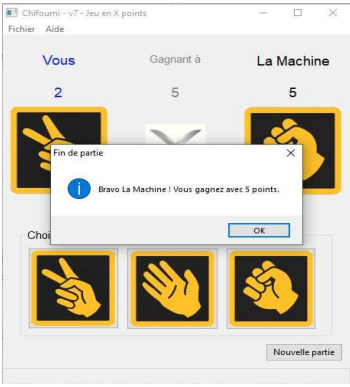 Chifoumi - v7 - Jeu en X points
Fichier Aide
Vous Gagnant à La Machine
2 5 5
Fin de partie
Bravo La Machine ! Vous gagnez avec 5 points.
OK
Choi
Nouvelle partie